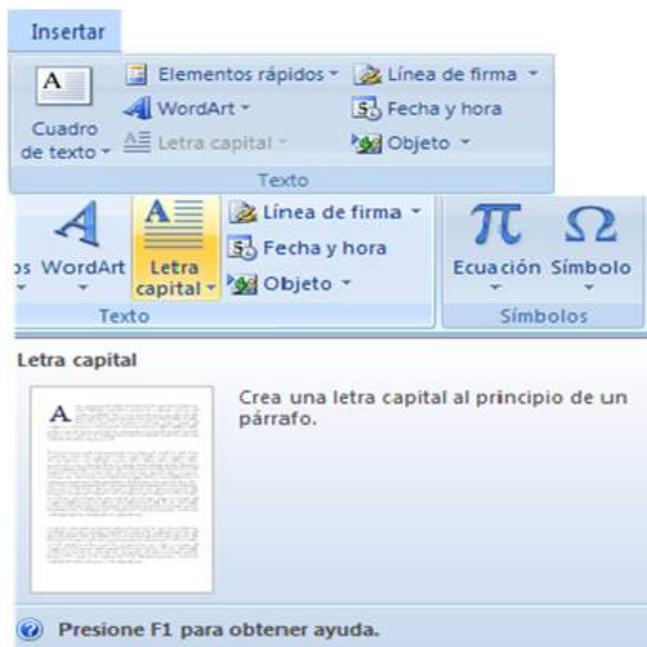 Insertar
A
Elementos rápidos
Línea de firma
WordArt
Fecha y hora
Cuadro
de texto
Letra capital
Objeto
Texto
WordArt
Letra
capital
Línea de firma
Fecha y hora
Objeto
Ecuación
Símbolo
Texto
Símbolos
Letra capital
Crea una letra capital al principio de un
párrafo.
Presione F1 para obtener ayuda.